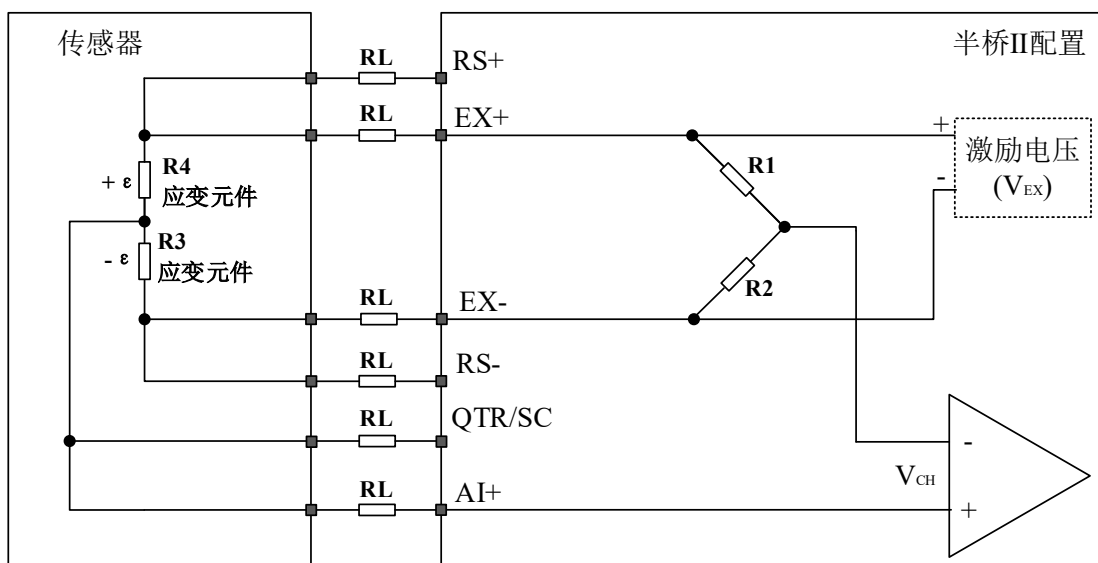 传感器
半桥II配置
RL
RS+
RL
EX+
+
激励电压
(VEX)
-
R1
R4
+ ε
应变元件
R3
- ε
应变元件
R2
RL
EX-
RL
RS-
QTR/SC
RL
-
VCH
RL
AI+
+